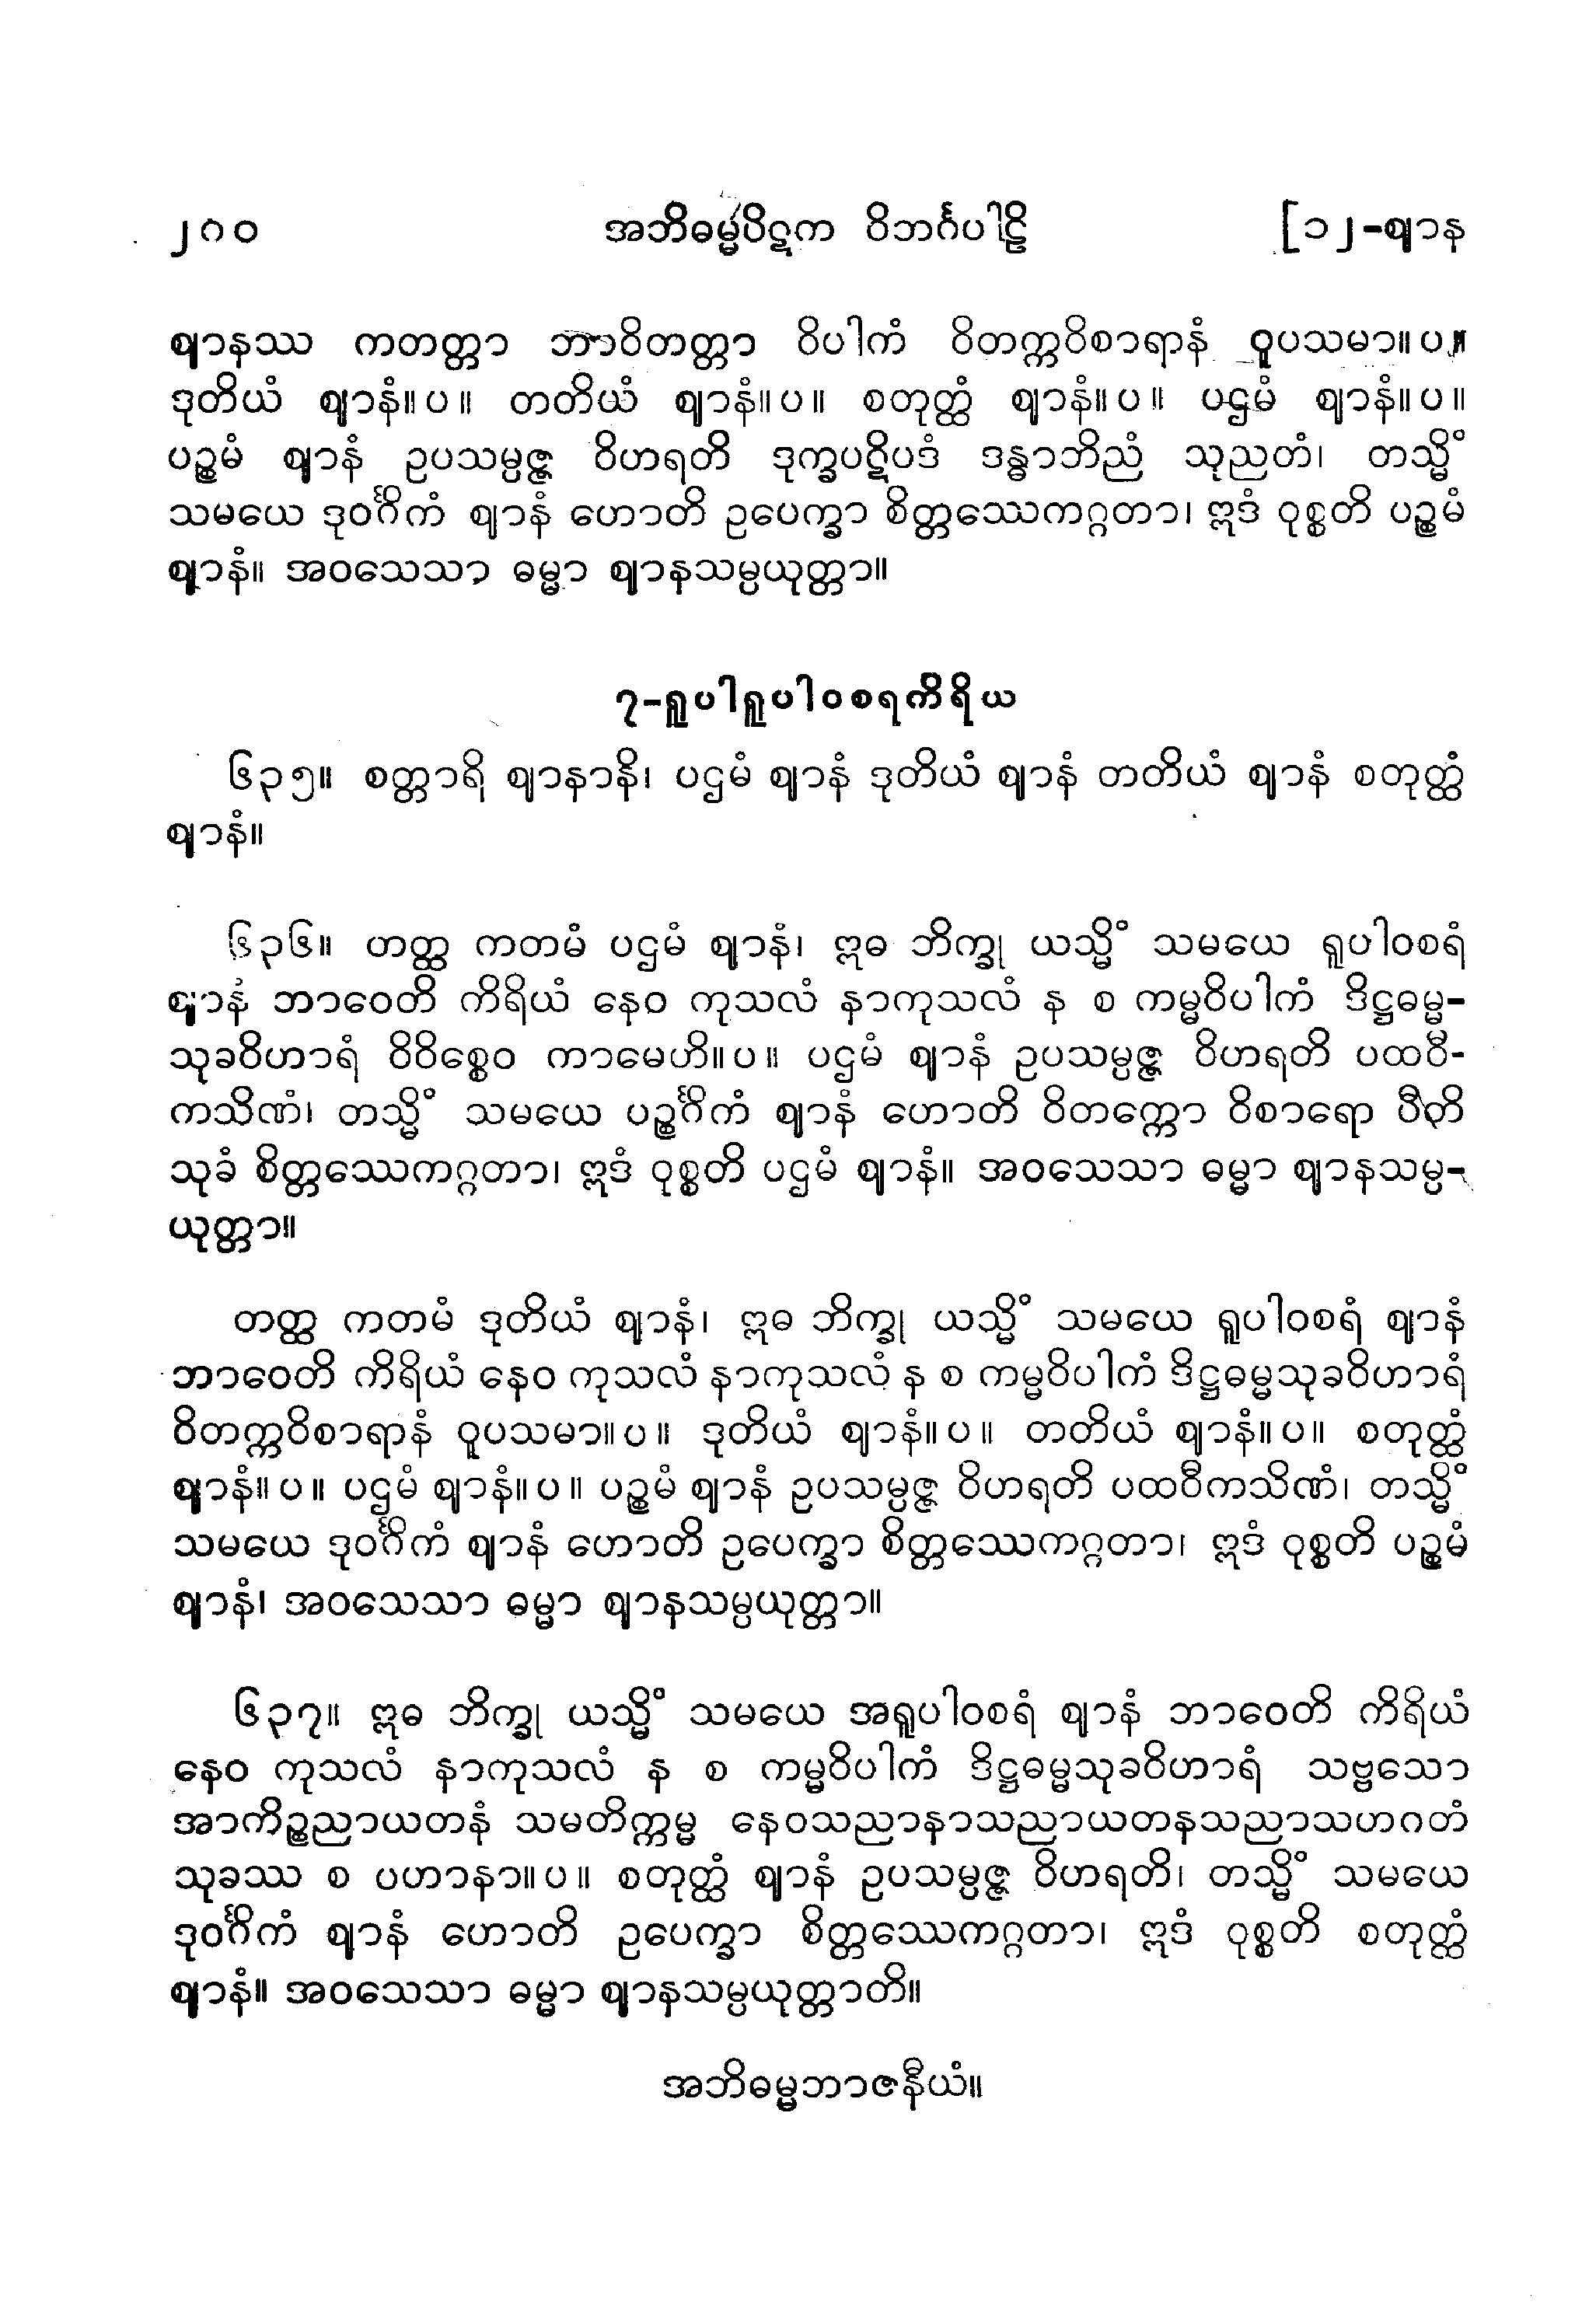 ၂၈၀ အဘိဓမ္မပိဋက ဝိဘင်္ဂပါဠိ [၁၂-ဈာန
ဈာနဿ ကတတ္တာ ဘာဝိတတ္တာ ဝိပါကံ ဝိတက္ကဝိစာရာနံ ဝူပသမာ။ပ။
ဒုတိယံ ဈာနံ။ပ။ တတိယံ ဈာနံ။ပ။ စတုတ္ထံ ဈာနံ။ပ။ ပဌမံ ဈာနံ။ပ။
ပဉ္စမံ ဈာနံ ဥပသမ္ပဇ္ဇ ဝိဟရတိ ဒုက္ခပဋိပဒံ ဒန္ဓာဘိညံ သုညတံ၊ တသ္မိံ
သမယေ ဒုဝင်္ဂိကံ ဈာနံ ဟောတိ ဥပေက္ခာ စိတ္တဿေကဂ္ဂတာ၊ ဣဒံ ဝုစ္စတိ ပဉ္စမံ
ဈာနံ။ အဝသေသာ ဓမ္မာ ဈာနသမ္ပယုတ္တာ။
၇-ရူပါရူပါဝစရကိရိယ
၆၃၅။ စတ္တာရိ ဈာနာနိ၊ ပဌမံ ဈာနံ ဒုတိယံ ဈာနံ တတိယံ ဈာနံ စတုတ္ထံ
ဈာနံ။
၆၃၆။ တတ္ထ ကတမံ ပဌမံ ဈာနံ၊ ဣဓ ဘိက္ခု ယသ္မိံ သမယေ ရူပါဝစရံ
ဈာနံ ဘာဝေတိ ကိရိယံ နေဝ ကုသလံ နာကုသလံ န စ ကမ္မဝိပါကံ ဒိဋ္ဌဓမ္မ-
သုခဝိဟာရံ ဝိဝိစ္စေဝ ကာမေဟိ။ပ။ ပဌမံ ဈာနံ ဥပသမ္ပဇ္ဇ ဝိဟရတိ ပထဝီ-
ကသိဏံ၊ တသ္မိံ သမယေ ပဉ္စင်္ဂိကံ ဈာနံ ဟောတိ ဝိတက္ကော ဝိစာရော ပီတိ
သုခံ စိတ္တဿေကဂ္ဂတာ၊ ဣဒံ ဝုစ္စတိ ပဌမံ ဈာနံ။ အဝသေသာ ဓမ္မာ ဈာနသမ္ပ-
ယုတ္တာ။
တတ္ထ ကတမံ ဒုတိယံ ဈာနံ၊ ဣဓ ဘိက္ခု ယသ္မိံ သမယေ ရူပါဝစရံ ဈာနံ
ဘာဝေတိ ကိရိယံ နေဝ ကုသလံ နာကုသလံ န စ ကမ္မဝိပါကံ ဒိဋ္ဌဓမ္မသုခဝိဟာရံ
ဝိတက္ကဝိစာရာနံ ဝူပသမာ။ပ။ ဒုတိယံ ဈာနံ။ပ။ တတိယံ ဈာနံ။ပ။ စတုတ္ထံ
ဈာနံ။ပ။ ပဌမံ ဈာနံ။ပ။ ပဉ္စမံ ဈာနံ ဥပသမ္ပဇ္ဇ ဝိဟရတိ ပထဝီကသိဏံ၊ တသ္မိံ
သမယေ ဒုဝင်္ဂိကံ ဈာနံ ဟောတိ ဥပေက္ခာ စိတ္တဿေကဂ္ဂတာ၊ ဣဒံ ဝုစ္စတိ ပဉ္စမံ
ဈာနံ၊ အဝသေသာ ဓမ္မာ ဈာနသမ္ပယုတ္တာ။
၆၃၇။ ဣဓ ဘိက္ခု ယသ္မိံ သမယေ အရူပါဝစရံ ဈာနံ ဘာဝေတိ ကိရိယံ
နေဝ ကုသလံ နာကုသလံ န စ ကမ္မဝိပါကံ ဒိဋ္ဌဓမ္မသုခဝိဟာရံ သဗ္ဗသော
အာကိဉ္စညာယတနံ သမတိက္ကမ္မ နေဝသညာနာသညာယတနသညာသဟဂတံ
သုခဿ စ ပဟာနာ။ပ။ စတုတ္ထံ ဈာနံ ဥပသမ္ပဇ္ဇ ဝိဟရတိ၊ တသ္မိံ သမယေ
ဒုဝင်္ဂိကံ ဈာနံ ဟောတိ ဥပေက္ခာ စိတ္တဿေကဂ္ဂတာ၊ ဣဒံ ဝုစ္စတိ စတုတ္ထံ
ဈာနံ။ အဝသေသာ ဓမ္မာ ဈာနသမ္ပယုတ္တာတိ။
အဘိဓမ္မဘာဇနီယံ။